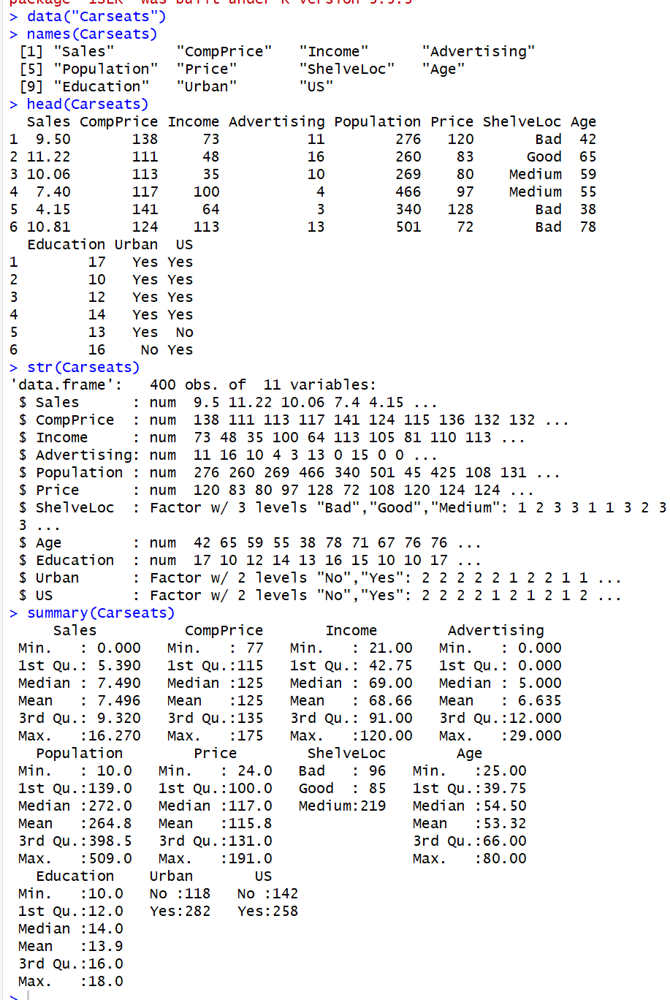 package 'ISLR' was built under R version
> data("Carseats")
> names(Carseats)
 [1] "Sales"       "CompPrice"   "Income"      "Advertising"
 [5] "Population"  "Price"       "ShelveLoc"   "Age"
 [9] "Education"   "Urban"       "US"
> head(Carseats)
  Sales CompPrice Income Advertising Population Price ShelveLoc Age
1  9.50       138     73          11        276   120       Bad  42
2 11.22       111     48          16        260    83      Good  65
3 10.06       113     35          10        269    80    Medium  59
4  7.40       117    100           4        466    97    Medium  55
5  4.15       141     64           3        340   128       Bad  38
6 10.81       124    113          13        501    72       Bad  78
  Education Urban  US
1        17   Yes Yes
2        10   Yes Yes
3        12   Yes Yes
4        14   Yes Yes
5        13   Yes  No
6        16    No Yes
> str(Carseats)
'data.frame':   400 obs. of  11 variables:
 $ Sales      : num  9.5 11.22 10.06 7.4 4.15 ...
 $ CompPrice  : num  138 111 113 117 141 124 115 136 132 132 ...
 $ Income     : num  73 48 35 100 64 113 105 81 110 113 ...
 $ Advertising: num  11 16 10 4 3 13 0 15 0 0 ...
 $ Population : num  276 260 269 466 340 501 45 425 108 131 ...
 $ Price      : num  120 83 80 97 128 72 108 120 124 124 ...
 $ ShelveLoc  : Factor w/ 3 levels "Bad","Good","Medium": 1 2 3 3 1 1 3 2 3
3 ...
 $ Age        : num  42 65 59 55 38 78 71 67 76 76 ...
 $ Education  : num  17 10 12 14 13 16 15 10 10 17 ...
 $ Urban      : Factor w/ 2 levels "No","Yes": 2 2 2 2 2 1 2 2 1 1 ...
 $ US         : Factor w/ 2 levels "No","Yes": 2 2 2 2 1 2 1 2 1 2 ...
> summary(Carseats)
     Sales          CompPrice       Income        Advertising
 Min.   : 0.000   Min.   : 77   Min.   : 21.00   Min.   : 0.000
 1st Qu.: 5.390   1st Qu.:115   1st Qu.: 42.75   1st Qu.: 0.000
 Median : 7.490   Median :125   Median : 69.00   Median : 5.000
 Mean   : 7.496   Mean   :125   Mean   : 68.66   Mean   : 6.635
 3rd Qu.: 9.320   3rd Qu.:135   3rd Qu.: 91.00   3rd Qu.:12.000
 Max.   :16.270   Max.   :175   Max.   :120.00   Max.   :29.000
   Population        Price        ShelveLoc        Age
 Min.   : 10.0   Min.   : 24.0   Bad   : 96   Min.   :25.00
 1st Qu.:139.0   1st Qu.:100.0   Good  : 85   1st Qu.:39.75
 Median :272.0   Median :117.0   Medium:219   Median :54.50
 Mean   :264.8   Mean   :115.8                Mean   :53.32
 3rd Qu.:398.5   3rd Qu.:131.0                3rd Qu.:66.00
 Max.   :509.0   Max.   :191.0                Max.   :80.00
   Education    Urban       US
 Min.   :10.0   No :118   No :142
 1st Qu.:12.0   Yes:282   Yes:258
 Median :14.0
 Mean   :13.9
 3rd Qu.:16.0
 Max.   :18.0
>